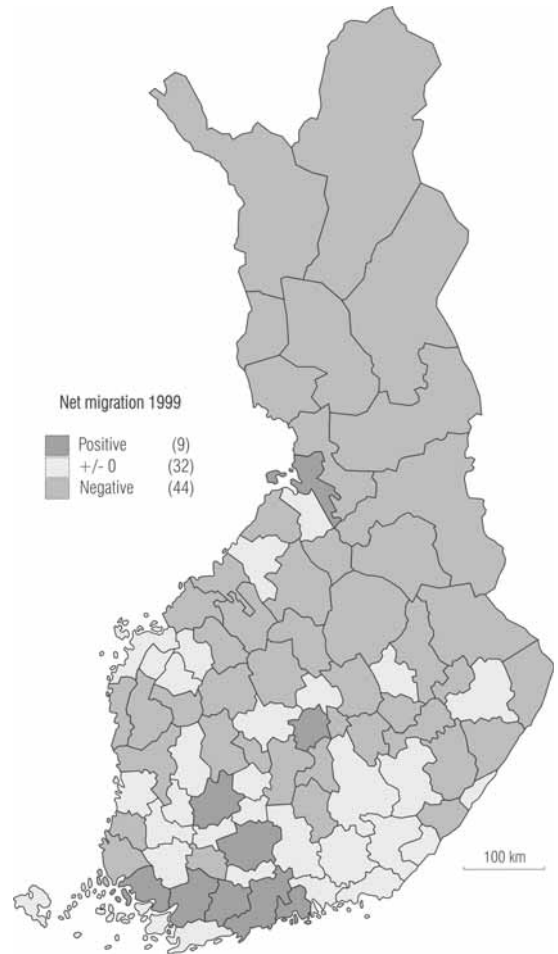 Net migration 1999
Positive (9)
+/- 0 (32)
Negative (44)
100 km